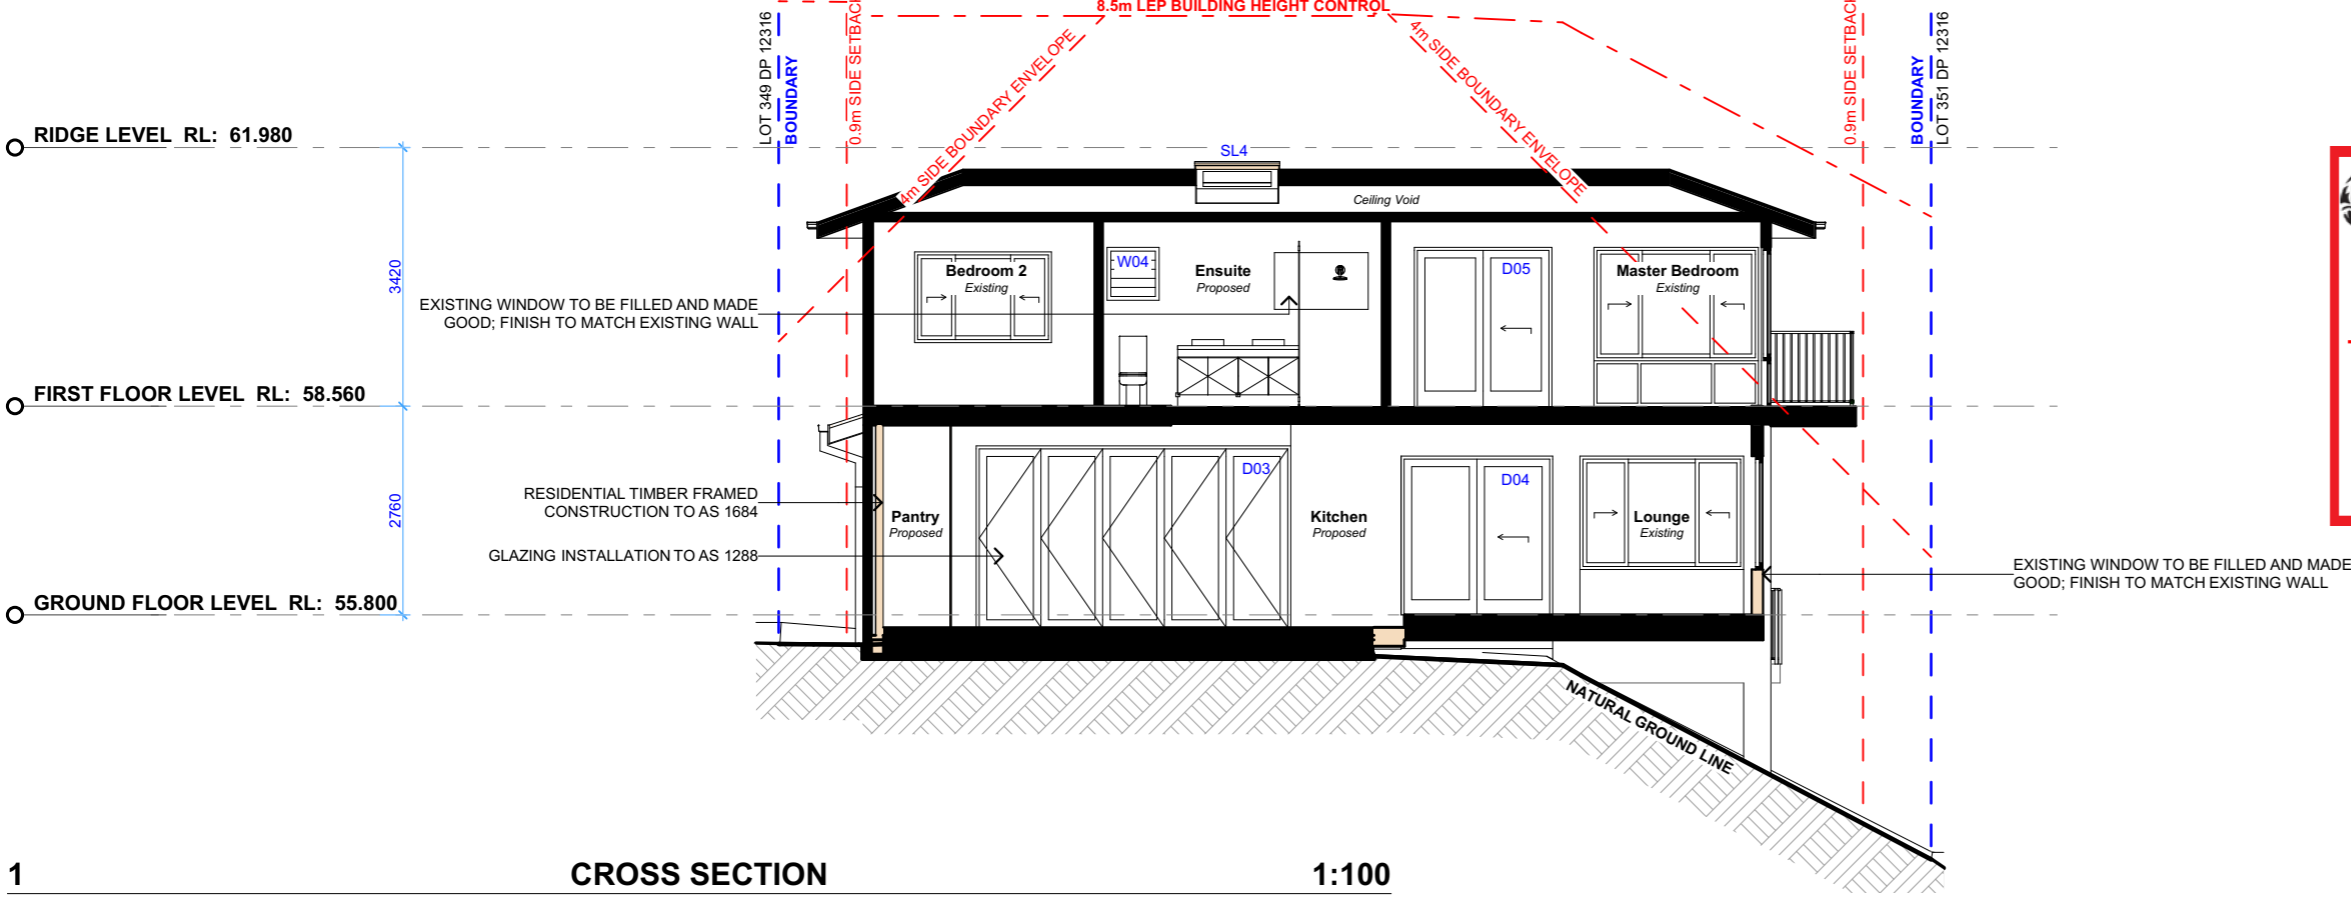 8.5m LEP BUILDING HEIGHT CONTROL
LOT 349 DP 12316
BOUNDARY
0.9m SIDE SETBACK
4m SIDE BOUNDARY ENVELOPE
4m SIDE BOUNDARY ENVELOPE
0.9m SIDE SETBACK
BOUNDARY
LOT 351 DP 12316
RIDGE LEVEL RL: 61.980
SL4
Ceiling Void
3420
Bedroom 2
Existing
W04
Ensuite
Proposed
D05
Master Bedroom
Existing
EXISTING WINDOW TO BE FILLED AND MADE
GOOD; FINISH TO MATCH EXISTING WALL
FIRST FLOOR LEVEL RL: 58.560
2760
RESIDENTIAL TIMBER FRAMED
CONSTRUCTION TO AS 1684
GLAZING INSTALLATION TO AS 1288
Pantry
Proposed
D03
Kitchen
Proposed
D04
Lounge
Existing
EXISTING WINDOW TO BE FILLED AND MADE
GOOD; FINISH TO MATCH EXISTING WALL
GROUND FLOOR LEVEL RL: 55.800
NATURAL GROUND LINE
1 CROSS SECTION 1:100